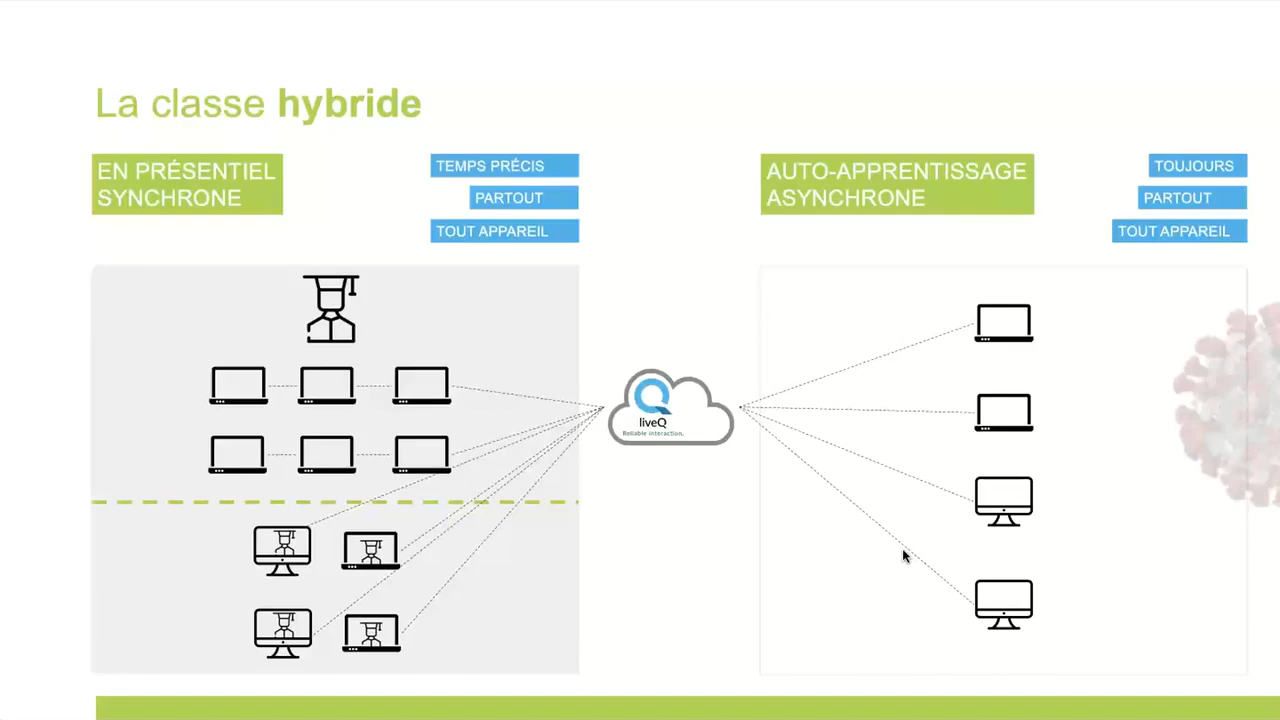 La classe hybride
EN PRÉSENTIEL
SYNCHRONE
TEMPS PRÉCIS
PARTOUT
TOUT APPAREIL
AUTO-APPRENTISSAGE
ASYNCHRONE
TOUJOURS
PARTOUT
TOUT APPAREIL
liveQ
Reliable interaction.